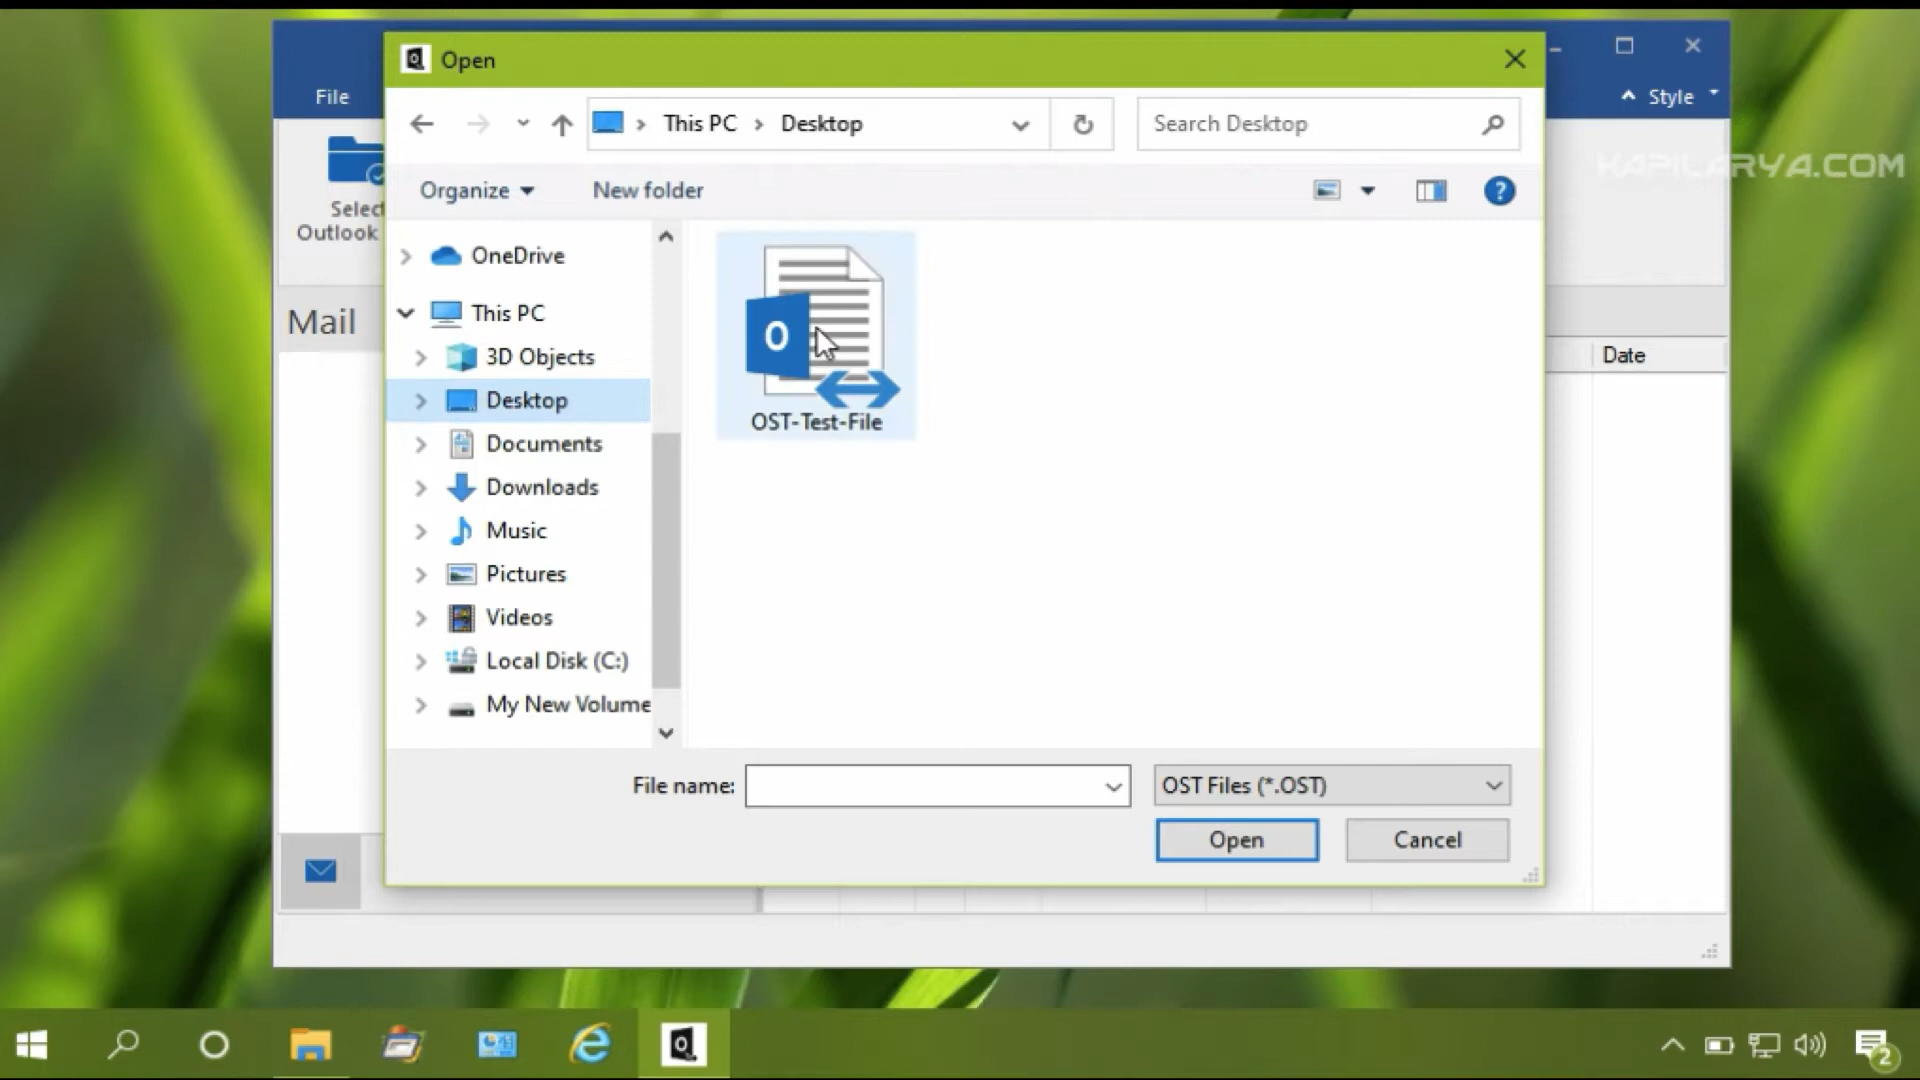 Open
File
Style
This PC
Desktop
Search Desktop
KAPILARYA.COM
Organize
New folder
Select
Outlook
OneDrive
This PC
3D Objects
Desktop
Documents
Downloads
Music
Pictures
Videos
Local Disk (C:)
My New Volume
O
OST-Test-File
Mail
Date
File name:
OST Files (*.OST)
Open
Cancel
2